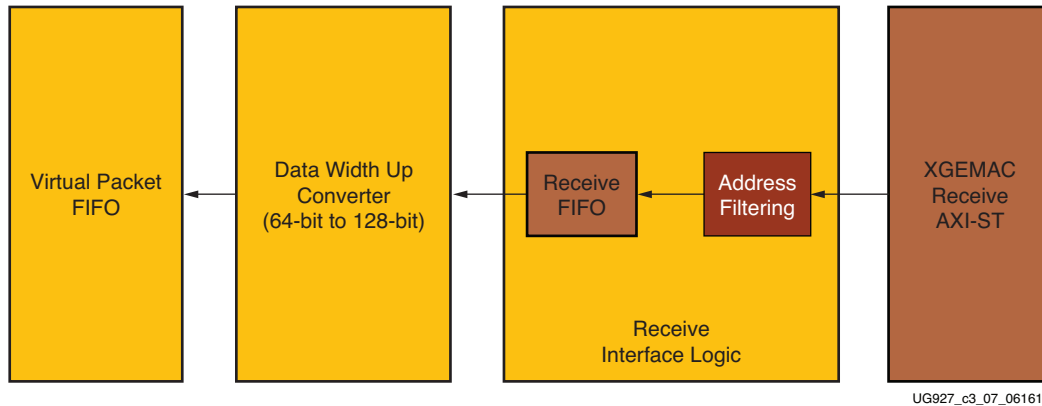 Virtual Packet
FIFO
Data Width Up
Converter
(64-bit to 128-bit)
Receive
FIFO
Address
Filtering
Receive
Interface Logic
XGEMAC
Receive
AXI-ST
UG927_c3_07_06161